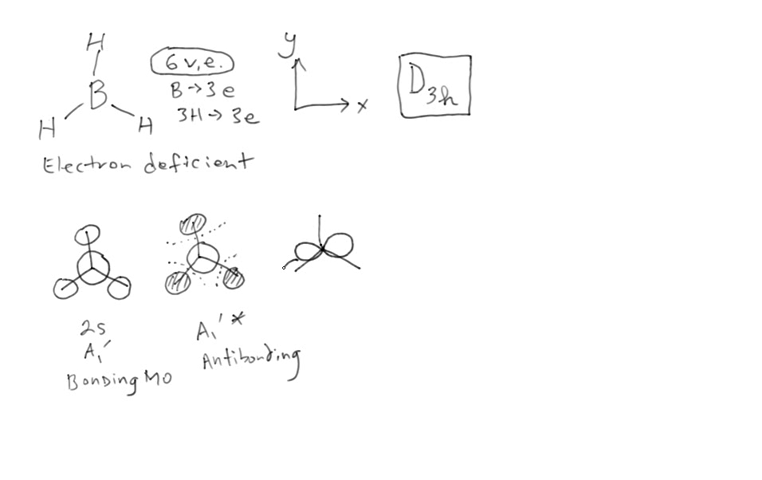 H
B
H H
Electron deficient
6 v.e.
B→3e
3H→3e
y
x
D3h
2s
A1′
Bonding MO
A1′*
Antibonding